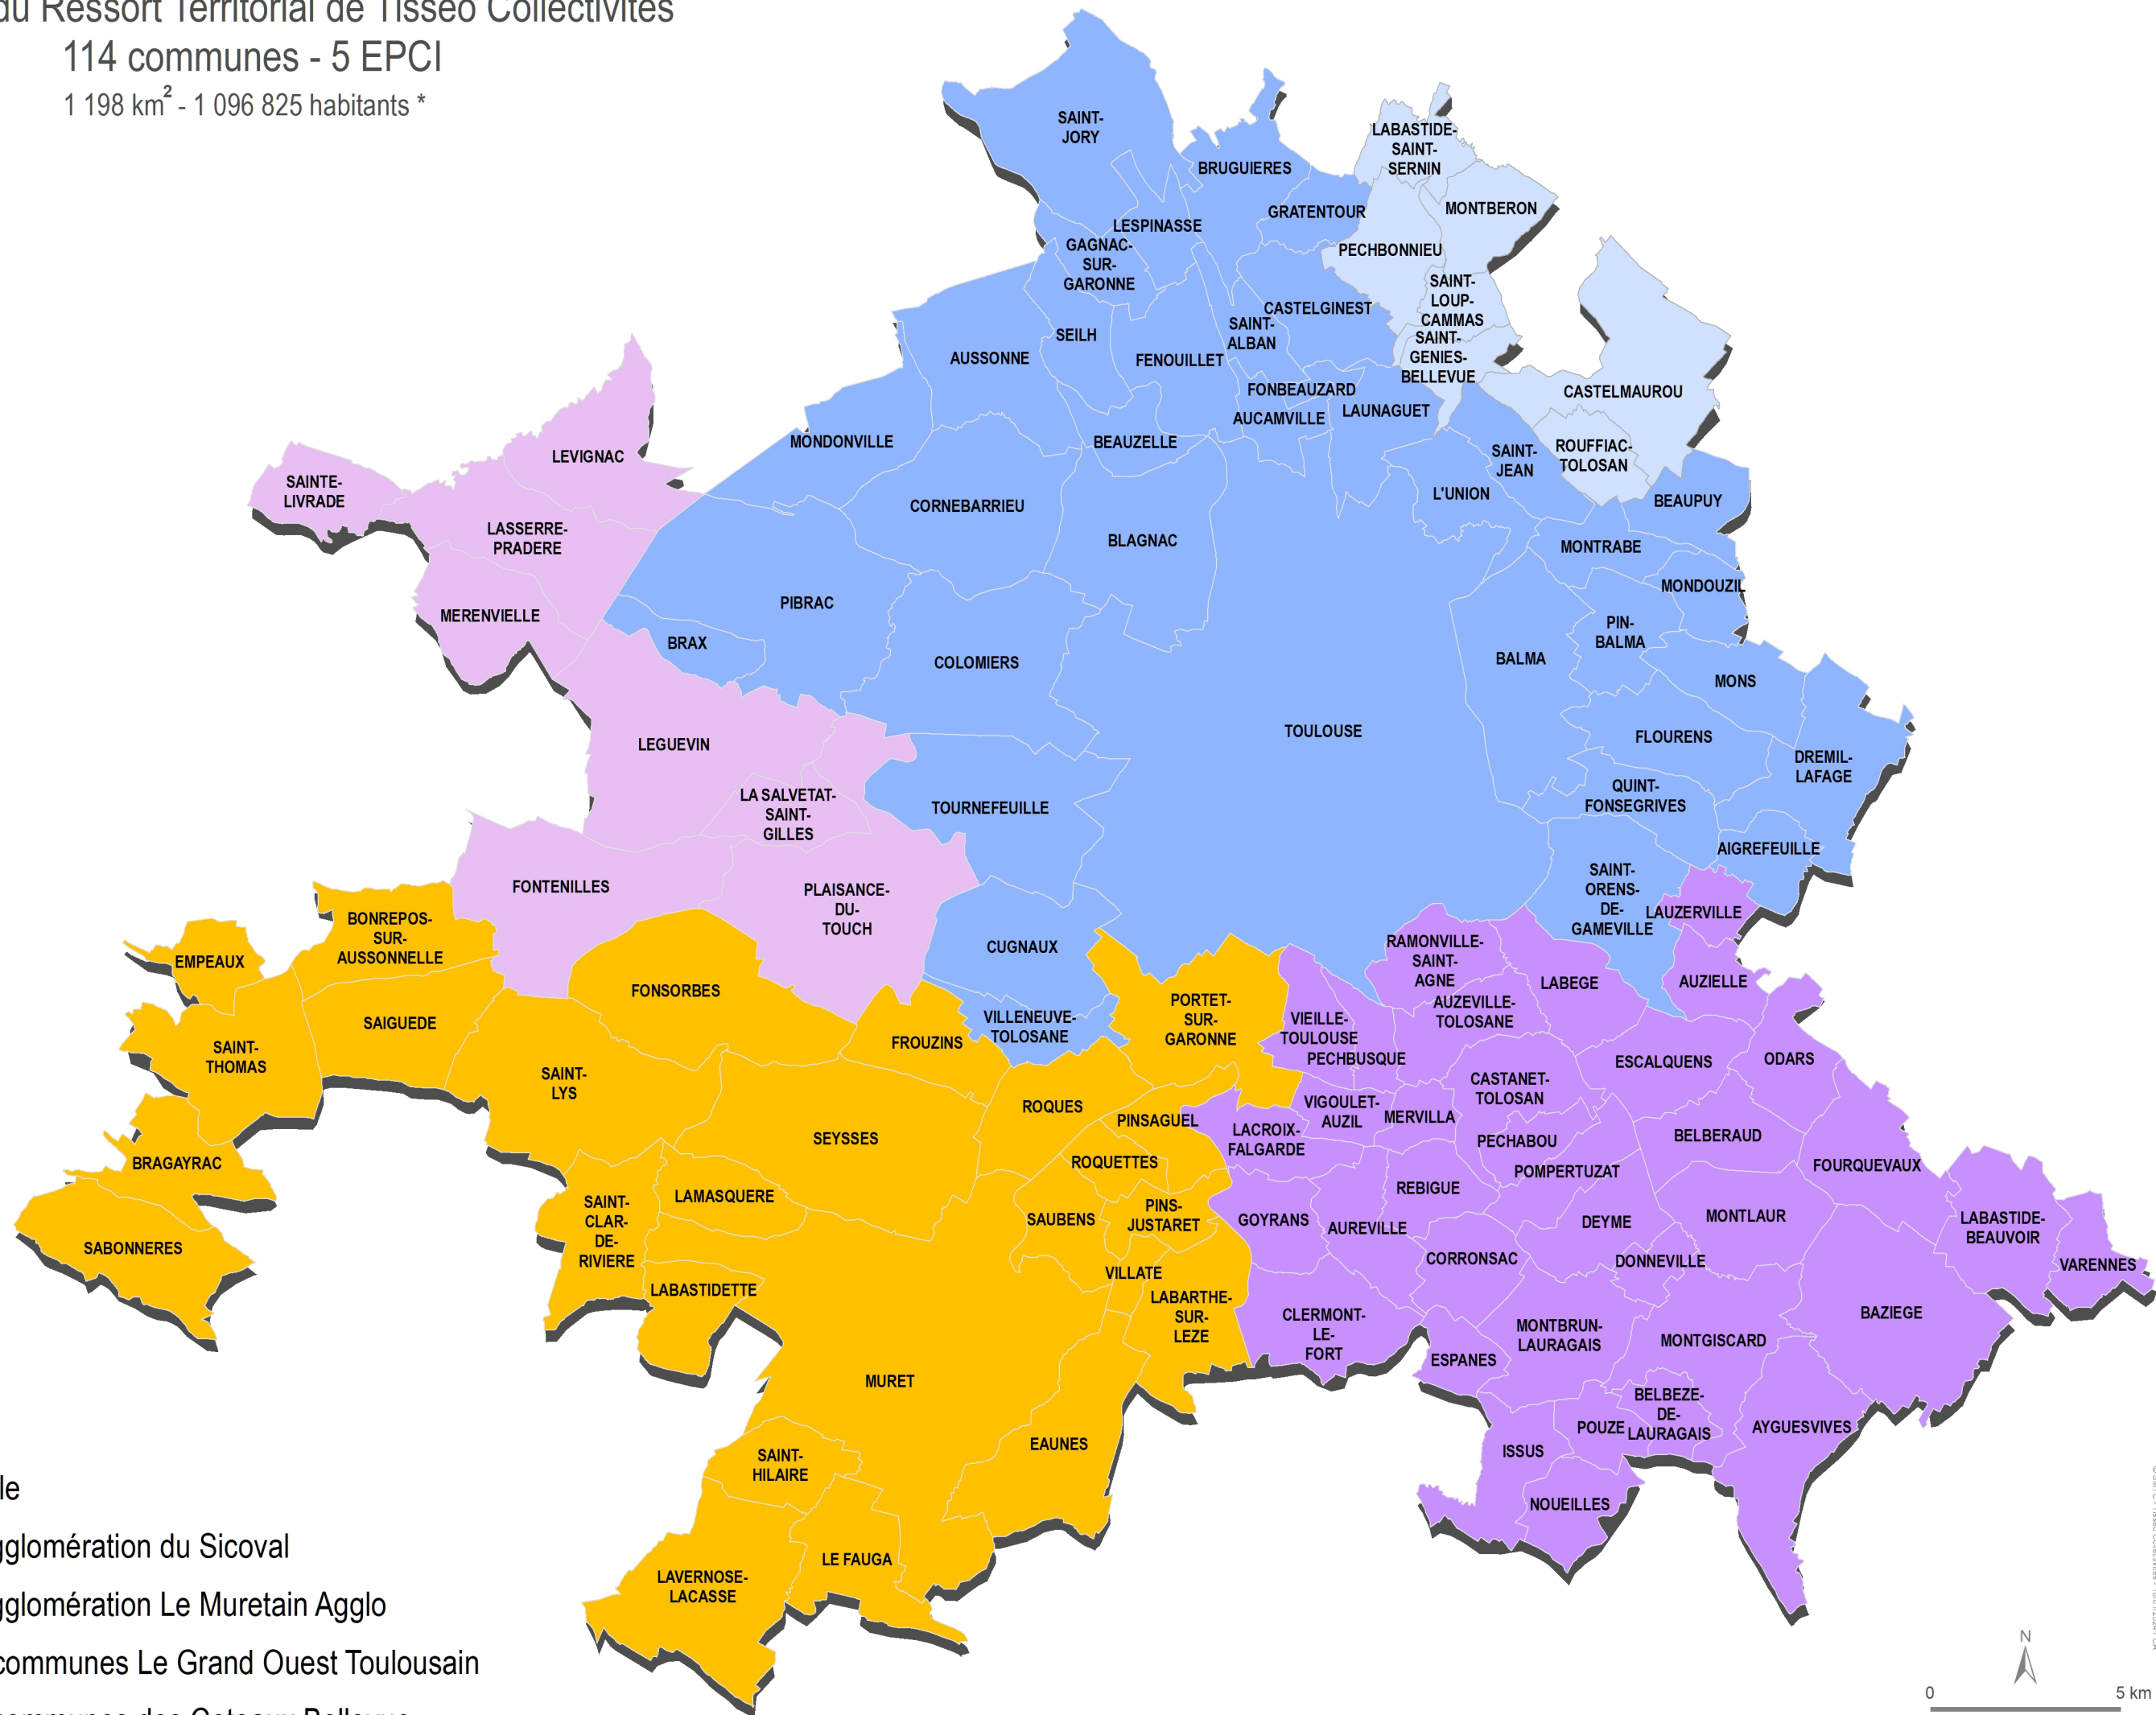 du Ressort Territorial de Tisséo Collectivités
114 communes - 5 EPCI
1 198 km² - 1 096 825 habitants *
SAINT-
JORY
BRUGUIERES
LABASTIDE-
SAINT-
SERNIN
GRATENTOUR
MONTBERON
LESPINASSE
PECHBONNIEU
GAGNAC-
SUR-
GARONNE
SAINT-
LOUP-
CAMMAS
CASTELGINEST
SAINT-
ALBAN
SEILH
SAINT-
GENIES-
BELLEVUE
AUSSONNE
FENOUILLET
FONBEAUZARD
CASTELMAUROU
LAUNAGUET
AUCAMVILLE
MONDONVILLE
BEAUZELLE
LEVIGNAC
SAINT-
JEAN
ROUFFIAC-
TOLOSAN
SAINTE-
LIVRADE
L'UNION
BEAUPUY
CORNEBARRIEU
LASSERRE-
PRADERE
BLAGNAC
MONTRABE
MONDOUZIL
PIBRAC
MERENVIELLE
PIN-
BALMA
BRAX
COLOMIERS
BALMA
MONS
TOULOUSE
FLOURENS
LEGUEVIN
DREMIL-
LAFAGE
QUINT-
FONSEGRIVES
LA SALVETAT-
SAINT-
GILLES
TOURNEFEUILLE
AIGREFEUILLE
FONTENILLES
PLAISANCE-
DU-
TOUCH
SAINT-
ORENS-
DE-
GAMEVILLE
LAUZERVILLE
BONREPOS-
SUR-
AUSSONNELLE
CUGNAUX
RAMONVILLE-
SAINT-
AGNE
EMPEAUX
FONSORBES
LABEGE
AUZIELLE
PORTET-
SUR-
GARONNE
AUZEVILLE-
TOLOSANE
SAIGUEDE
VILLENEUVE-
TOLOSANE
VIEILLE-
TOULOUSE
FROUZINS
SAINT-
THOMAS
PECHBUSQUE
ESCALQUENS
ODARS
SAINT-
LYS
CASTANET-
TOLOSAN
ROQUES
VIGOULET-
AUZIL
MERVILLA
PINSAGUEL
SEYSSES
LACROIX-
FALGARDE
PECHABOU
BELBERAUD
BRAGAYRAC
ROQUETTES
POMPERTUZAT
FOURQUEVAUX
LAMASQUERE
REBIGUE
SAINT-
CLAR-
DE-
RIVIERE
SAUBENS
PINS-
JUSTARET
GOYRANS
AUREVILLE
DEYME
MONTLAUR
LABASTIDE-
BEAUVOIR
SABONNERES
CORRONSAC
DONNEVILLE
VARENNES
VILLATE
LABASTIDETTE
LABARTHE-
SUR-
LEZE
CLERMONT-
LE-
FORT
MONTBRUN-
LAURAGAIS
MONTGISCARD
BAZIEGE
ESPANES
MURET
BELBEZE-
DE-
LAURAGAIS
POUZE
AYGUESVIVES
EAUNES
ISSUS
SAINT-
HILAIRE
NOUEILLES
LE FAUGA
LAVERNOSE-
LACASSE
le
gglomération du Sicoval
gglomération Le Muretain Agglo
communes Le Grand Ouest Toulousain
communes des Coteaux Bellevue
N
0 5 km